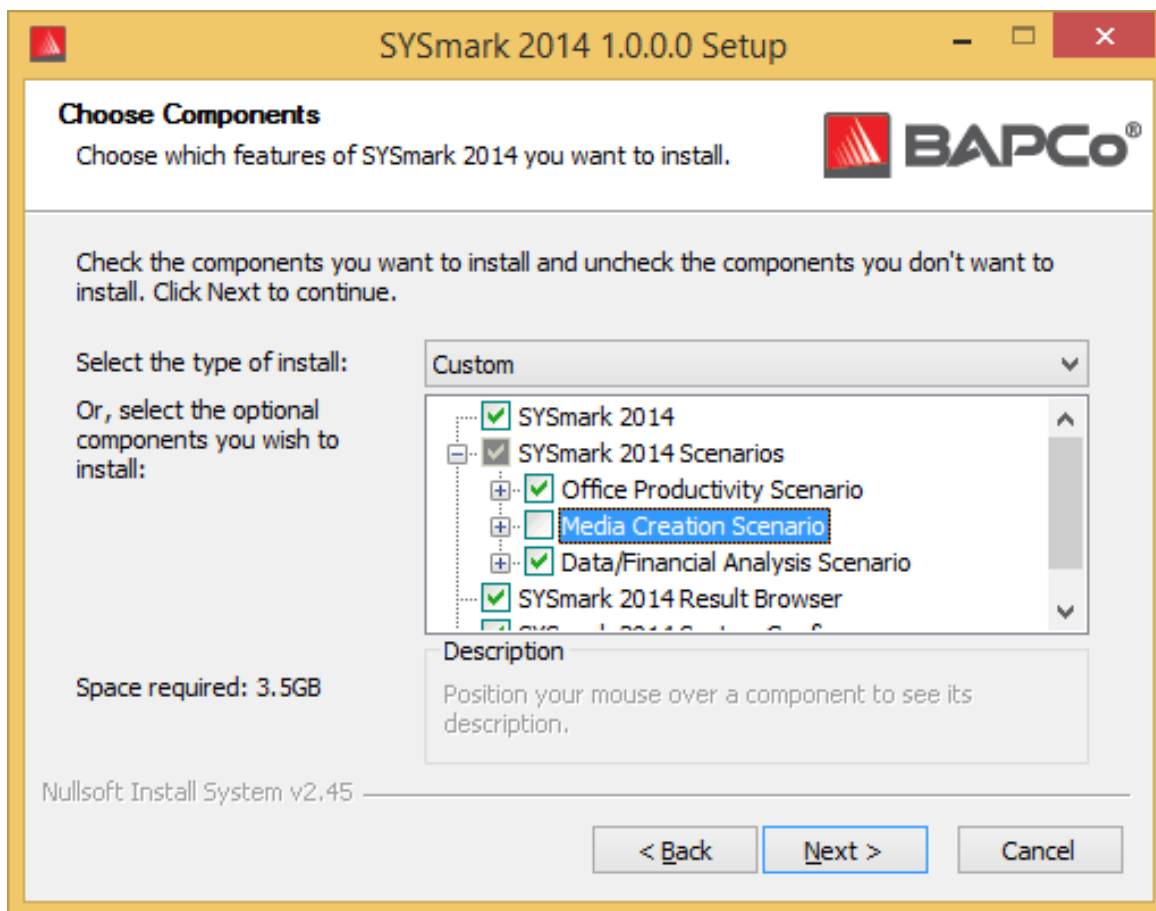 SYSmark 2014 1.0.0.0 Setup
Choose Components
Choose which features of SYSmark 2014 you want to install.
BAPCo®
Check the components you want to install and uncheck the components you don't want to
install. Click Next to continue.
Select the type of install:
Custom
Or, select the optional
components you wish to
install:
SYSmark 2014
SYSmark 2014 Scenarios
Office Productivity Scenario
Media Creation Scenario
Data/Financial Analysis Scenario
SYSmark 2014 Result Browser
Space required: 3.5GB
Description
Position your mouse over a component to see its
description.
Nullsoft Install System v2.45
< Back
Next >
Cancel